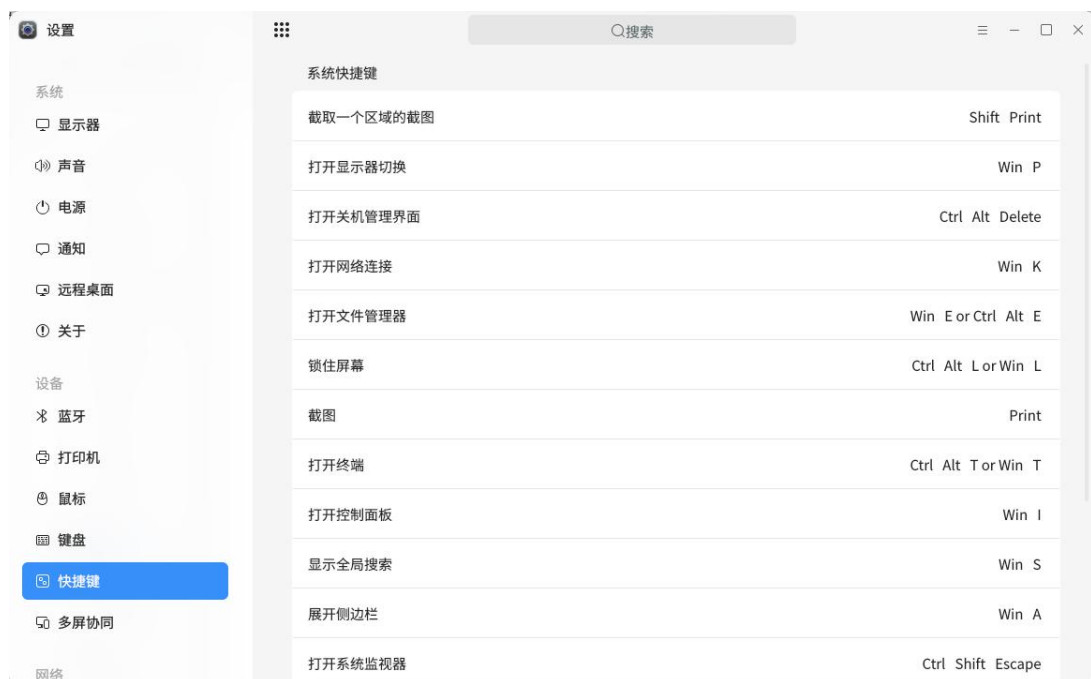 设置
搜索
系统
显示器
声音
电源
通知
远程桌面
关于
设备
蓝牙
打印机
鼠标
键盘
快捷键
多屏协同
网络
系统快捷键
截取一个区域的截图 Shift Print
打开显示器切换 Win P
打开关机管理界面 Ctrl Alt Delete
打开网络连接 Win K
打开文件管理器 Win E or Ctrl Alt E
锁住屏幕 Ctrl Alt L or Win L
截图 Print
打开终端 Ctrl Alt T or Win T
打开控制面板 Win I
显示全局搜索 Win S
展开侧边栏 Win A
打开系统监视器 Ctrl Shift Escape